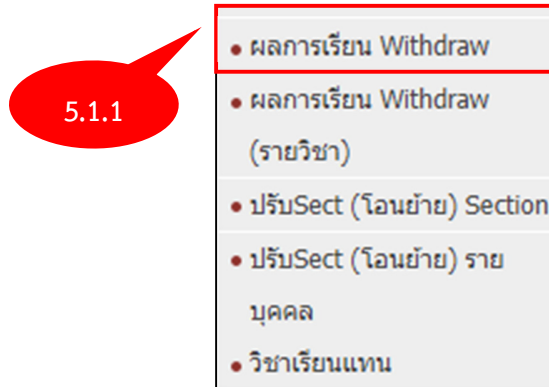 ผลการเรียน Withdraw
5.1.1
ผลการเรียน Withdraw
(รายวิชา)
ปรับSect (โอนย้าย) Section
ปรับSect (โอนย้าย) ราย
บุคคล
วิชาเรียนแทน